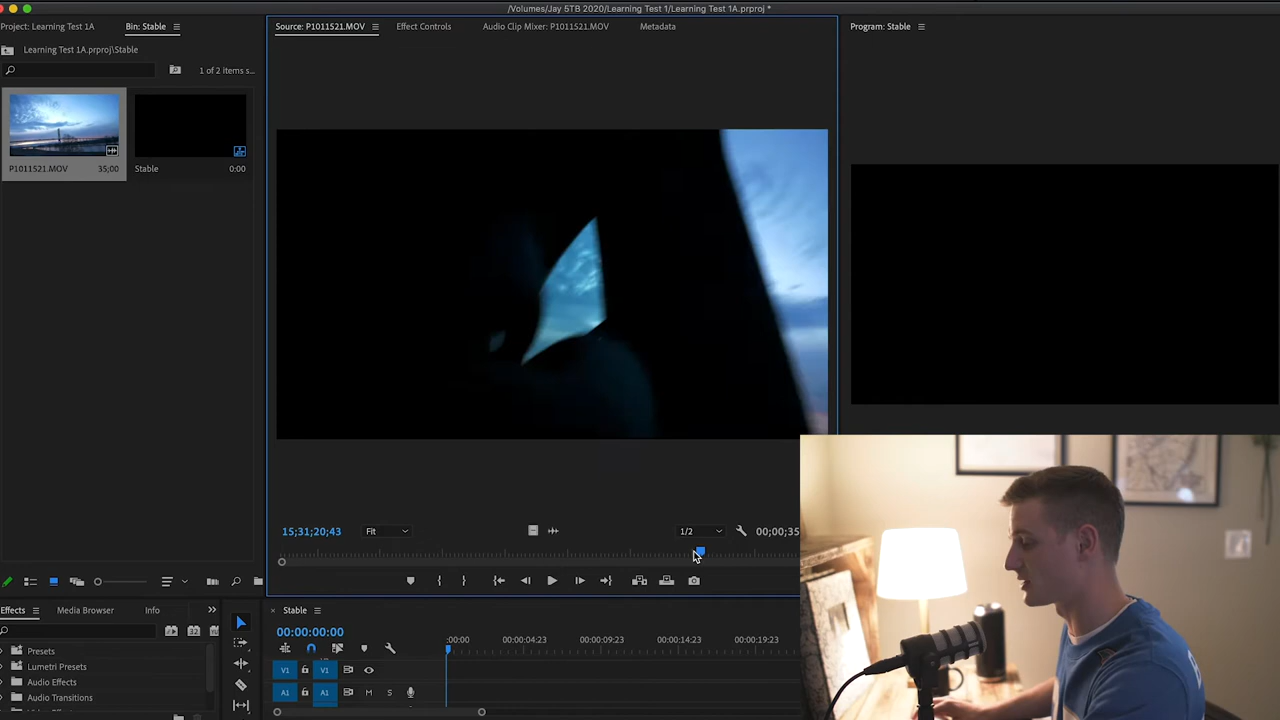 /Volumes/Jay 5TB 2020/Learning Test 1/Learning Test 1A.prproj *
Project: Learning Test 1A
Bin: Stable
Source: P1011521.MOV
Effect Controls
Audio Clip Mixer: P1011521.MOV
Metadata
Program: Stable
Learning Test 1A.prproj\Stable
1 of 2 Items s...
P1011521.MOV
35;00
Stable
0:00
15;31;20;43
Fit
1/2
00;00;35
Effects
Media Browser
Info
Stable
00:00:00:00
:00:00
00:00:04:23
00:00:09:23
00:00:14:23
00:00:19:23
Presets
Lumetri Presets
Audio Effects
Audio Transitions
V1
V1
A1
A1
M
S